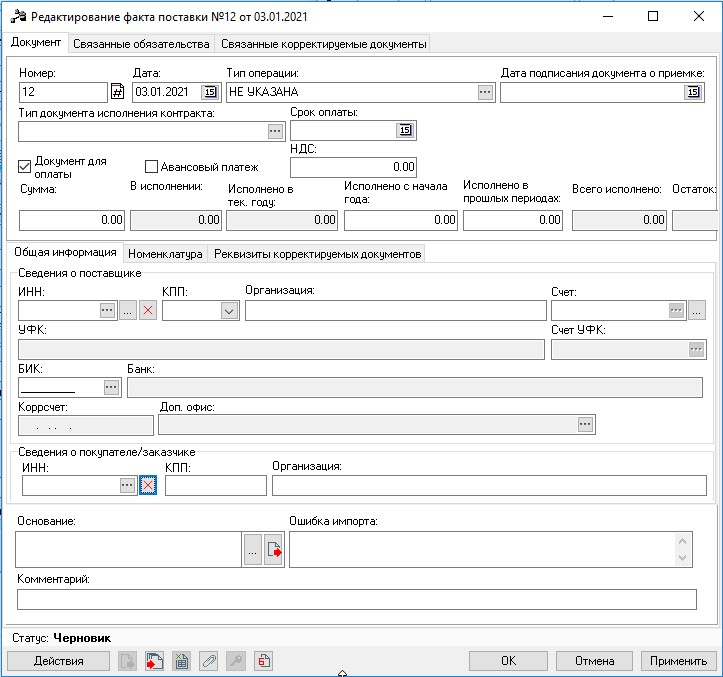 Редактирование факта поставки №12 от 03.01.2021
Документ Связанные обязательства Связанные корректируемые документы
Номер: Дата: Тип операции: Дата подписания документа о приемке:
12 # 03.01.2021 15 НЕ УКАЗАНА ... 15
Тип документа исполнения контракта: Срок оплаты:
... 15
НДС:
Документ для оплаты Авансовый платеж 0.00
Сумма: В исполнении: Исполнено в тек. году: Исполнено с начала года: Исполнено в прошлых периодах: Всего исполнено: Остаток:
0.00 0.00 0.00 0.00 0.00 0.00
Общая информация Номенклатура Реквизиты корректируемых документов
Сведения о поставщике
ИНН: КПП: Организация: Счет:
... ... ... ...
УФК: Счет УФК:
...
БИК: Банк:
...
Коррсчет: Доп. офис:
. .. . ...
Сведения о покупателе/заказчике
ИНН: КПП: Организация:
...
Основание: Ошибка импорта:
...
Комментарий:
Статус: Черновик
Действия 6 ОК Отмена Применить